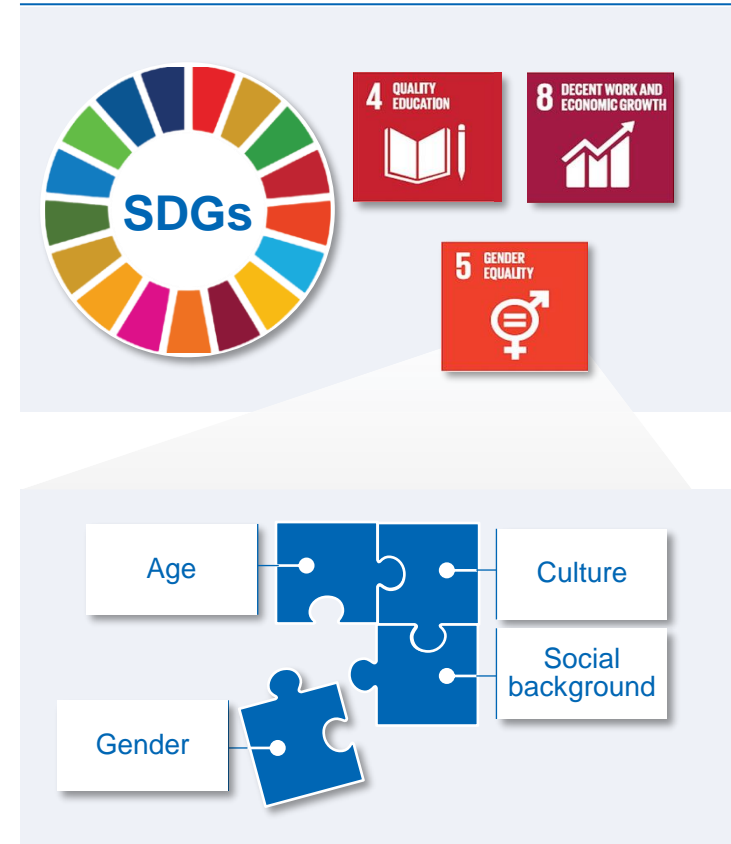 SDGs
4 QUALITY
EDUCATION
8 DECENT WORK AND
ECONOMIC GROWTH
5 GENDER
EQUALITY
Age
Culture
Social
background
Gender